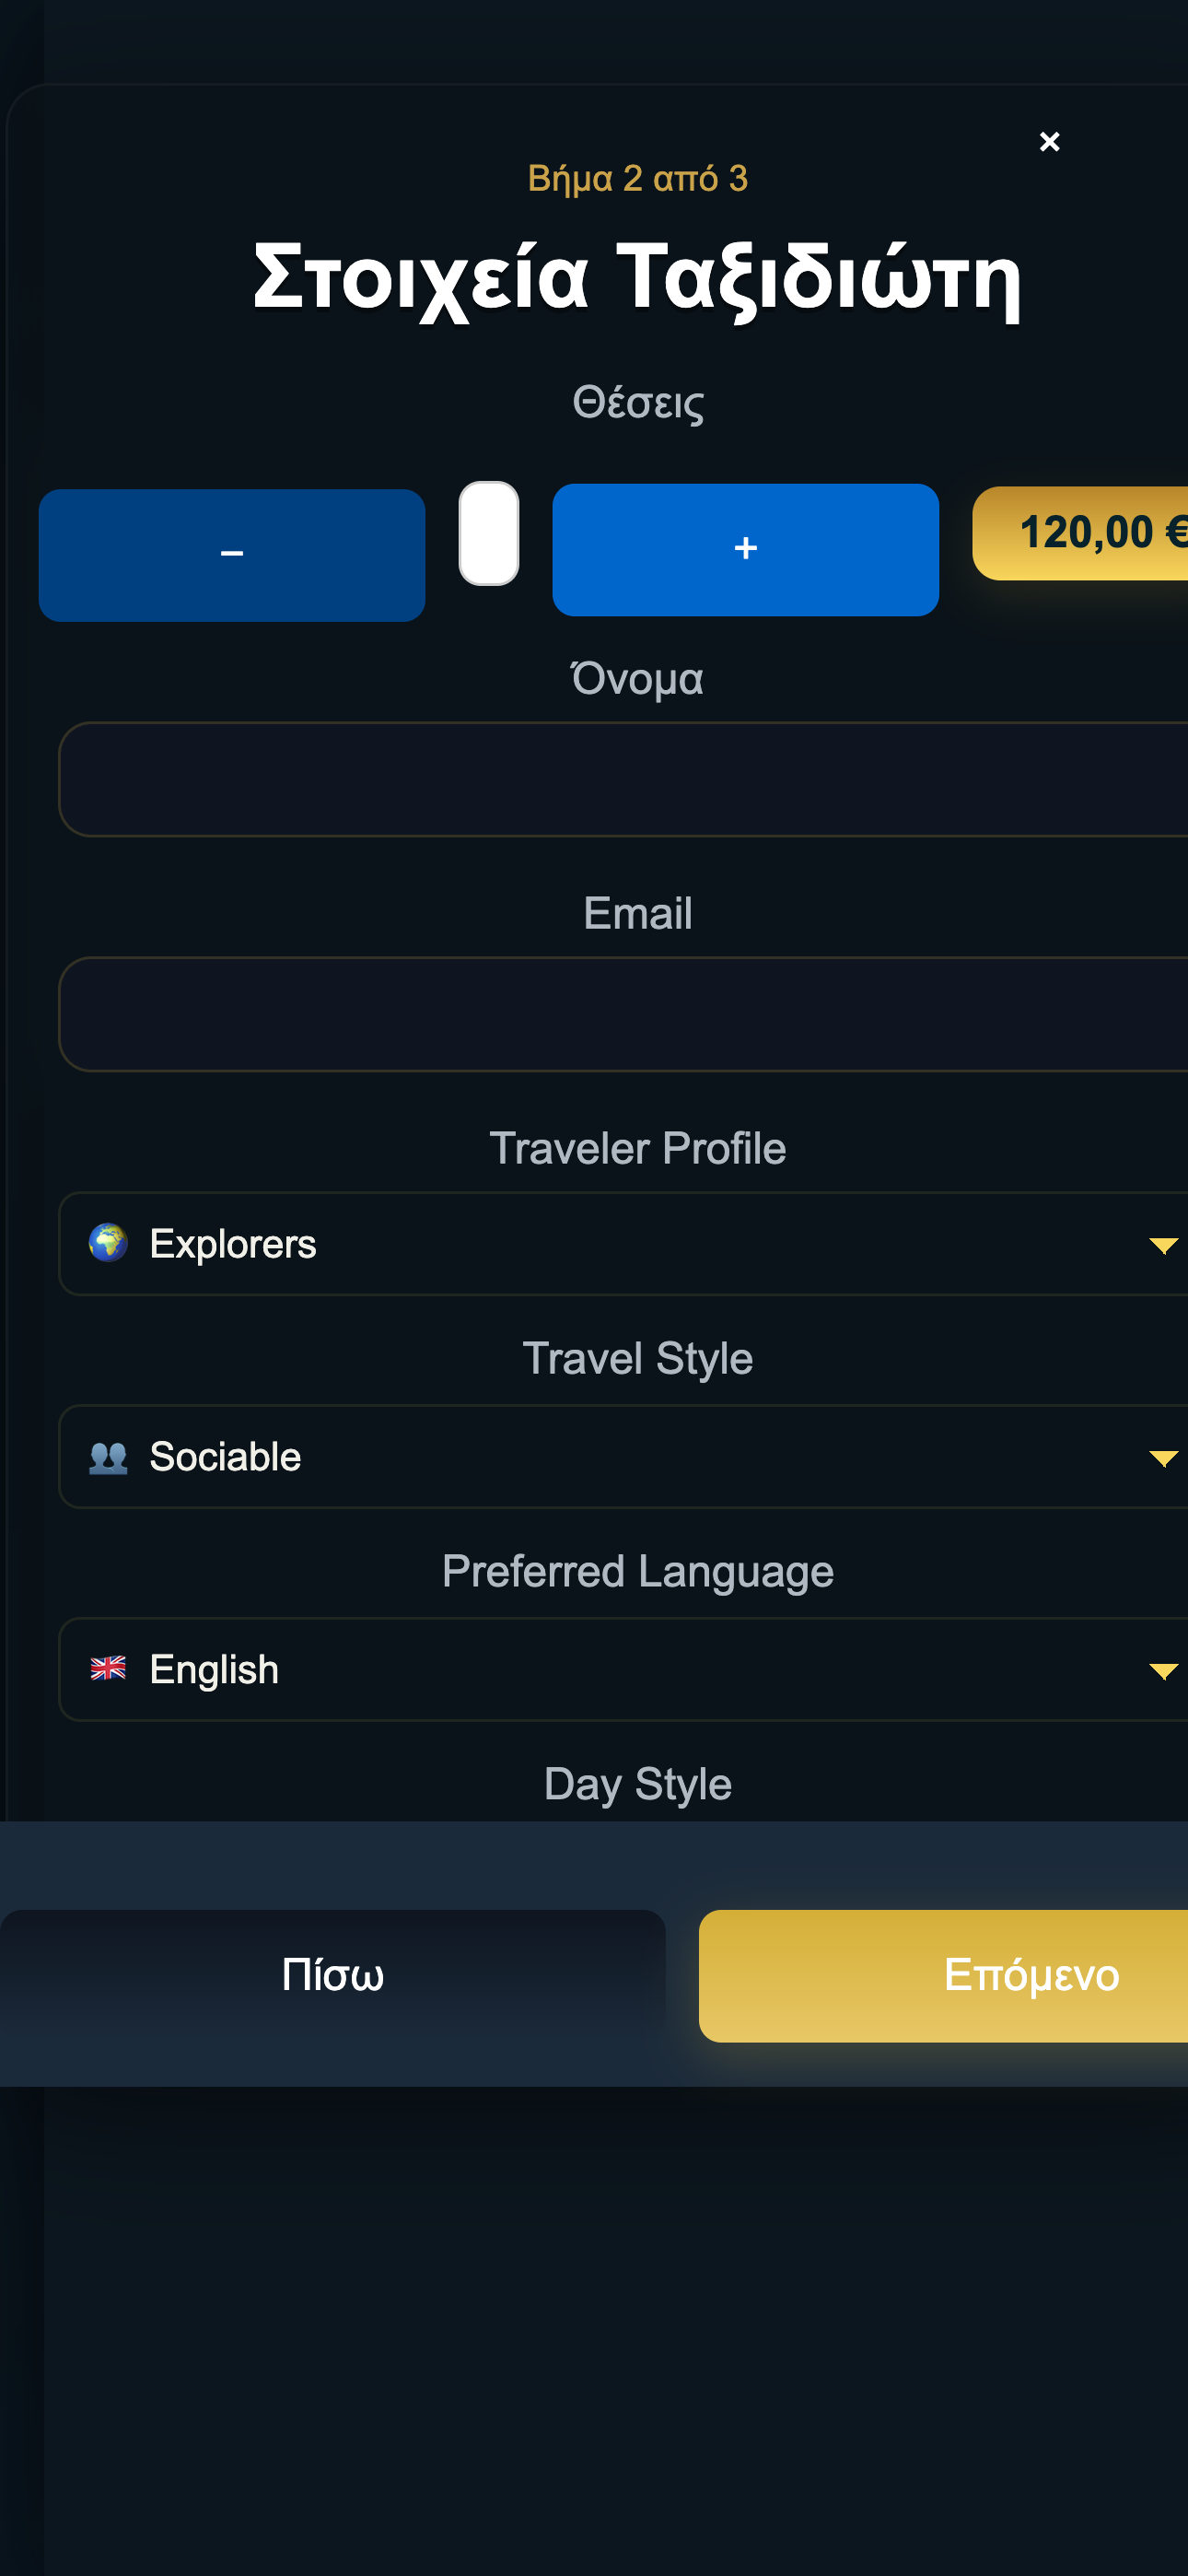 ×
Βήμα 2 από 3
Στοιχεία Ταξιδιώτη
Θέσεις
− + 120,00 €
Όνομα
Email
Traveler Profile
Explorers
Travel Style
Sociable
Preferred Language
English
Day Style
Πίσω Επόμενο